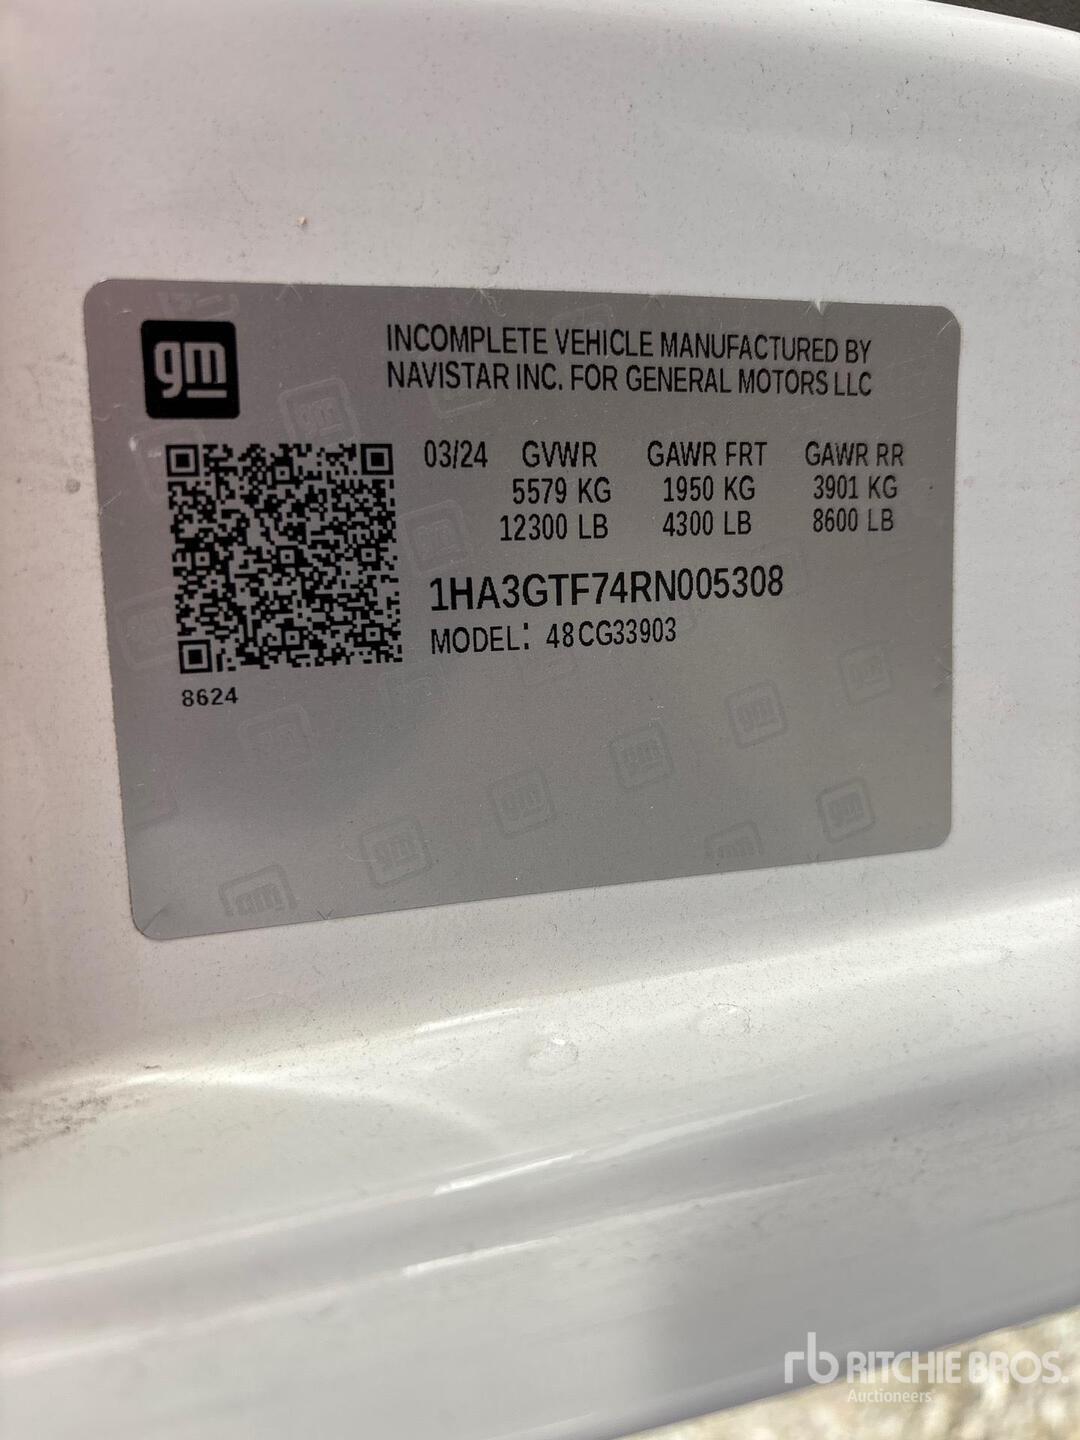 gm
INCOMPLETE VEHICLE MANUFACTURED BY
NAVISTAR INC. FOR GENERAL MOTORS LLC
03/24 GVWR GAWR FRT GAWR RR
5579 KG 1950 KG 3901 KG
12300 LB 4300 LB 8600 LB
1HA3GTF74RN005308
MODEL: 48CG33903
8624
rb RITCHIE BROS.
Auctioneers